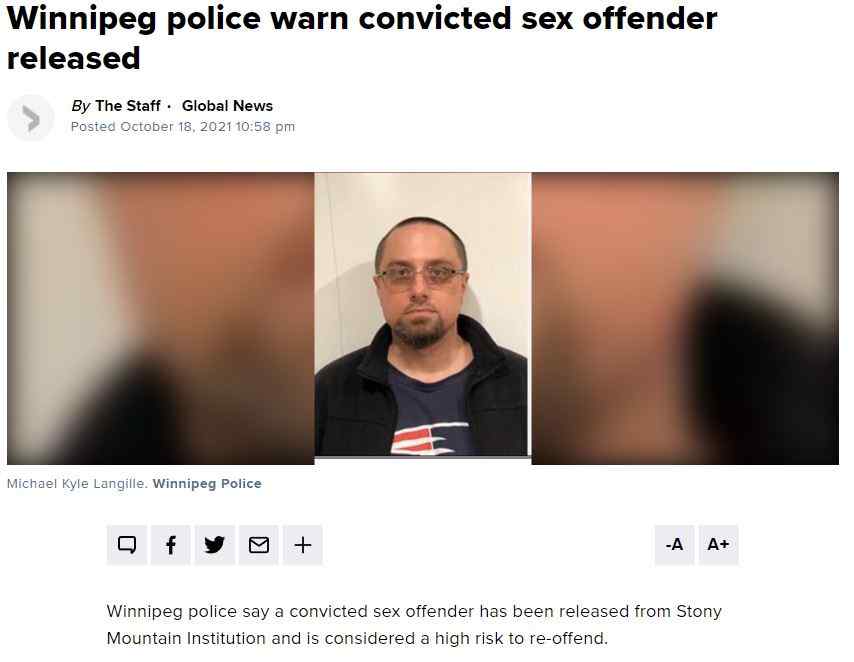 Winnipeg police warn convicted sex offender
released
By The Staff · Global News
Posted October 18, 2021 10:58 pm
Michael Kyle Langille. Winnipeg Police
-A A+
Winnipeg police say a convicted sex offender has been released from Stony
Mountain Institution and is considered a high risk to re-offend.